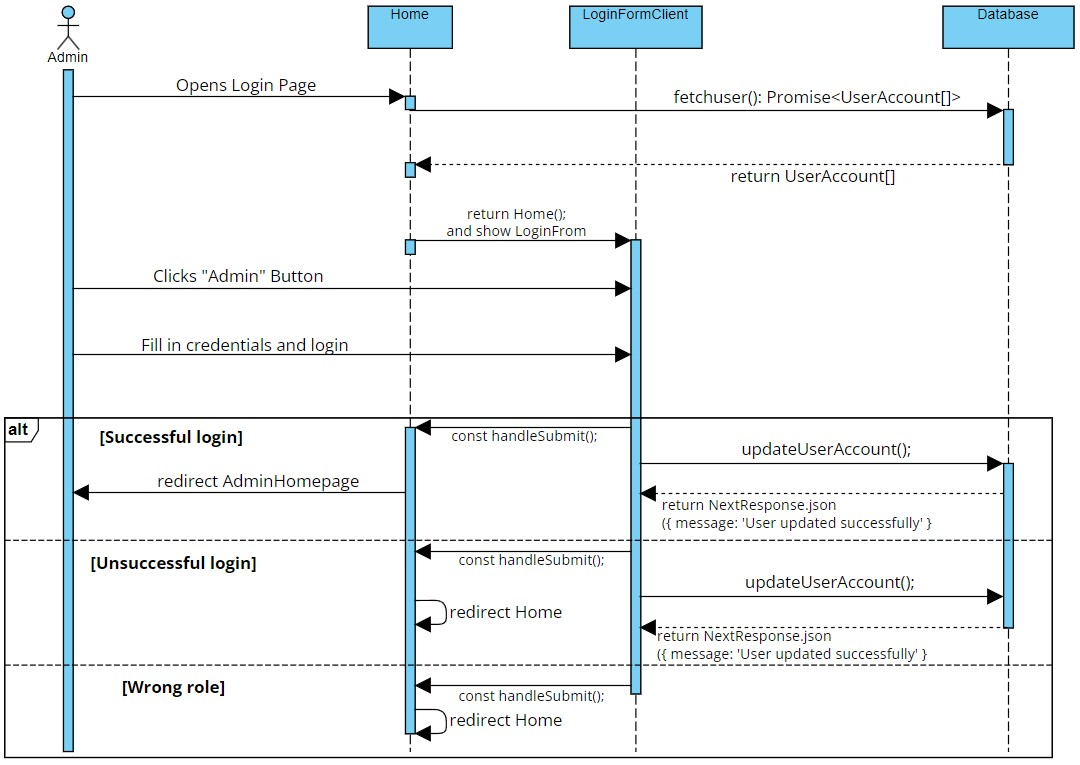 Home
LoginFormClient
Database
Admin
Opens Login Page
fetchuser(): Promise<UserAccount[]>
return UserAccount[]
return Home();
and show LoginFrom
Clicks "Admin" Button
Fill in credentials and login
alt
[Successful login]
const handleSubmit();
updateUserAccount();
redirect AdminHomepage
return NextResponse.json
({ message: 'User updated successfully' }
[Unsuccessful login]
const handleSubmit();
updateUserAccount();
redirect Home
return NextResponse.json
({ message: 'User updated successfully' }
[Wrong role]
const handleSubmit();
redirect Home